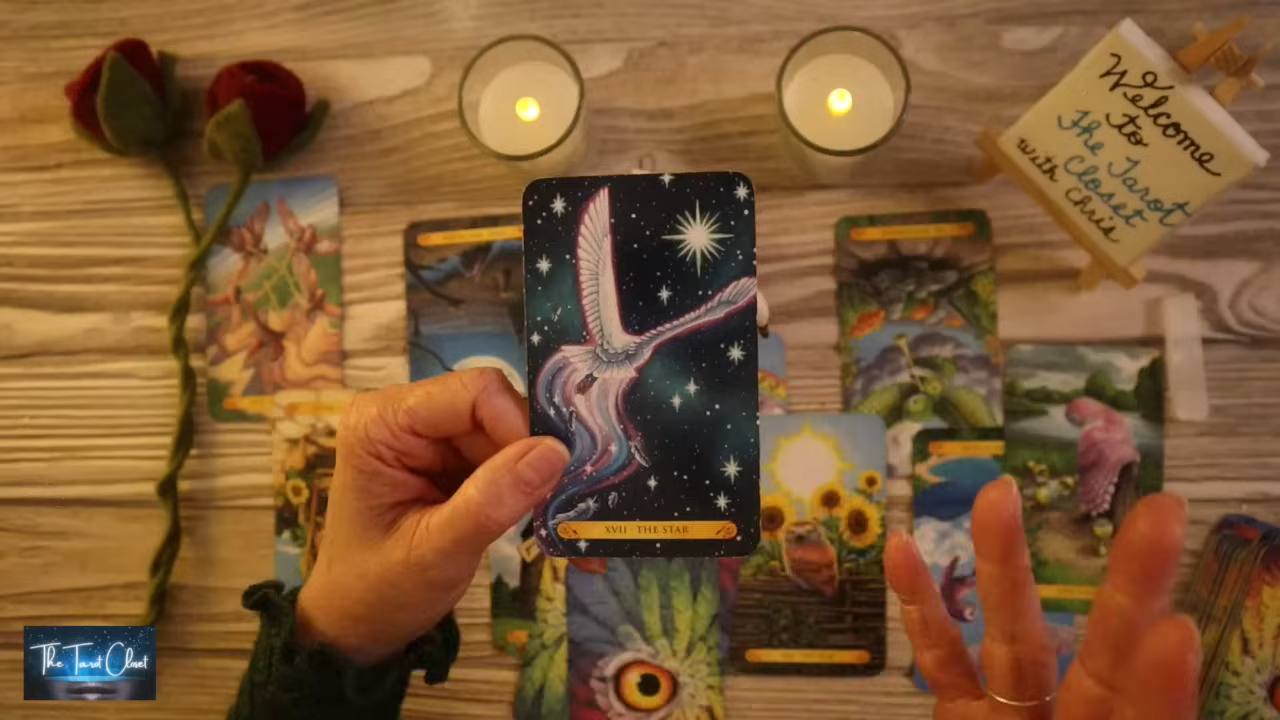 Welcome
to
The Tarot
Closet
with Chris
XVII · THE STAR
The Tarot Closet